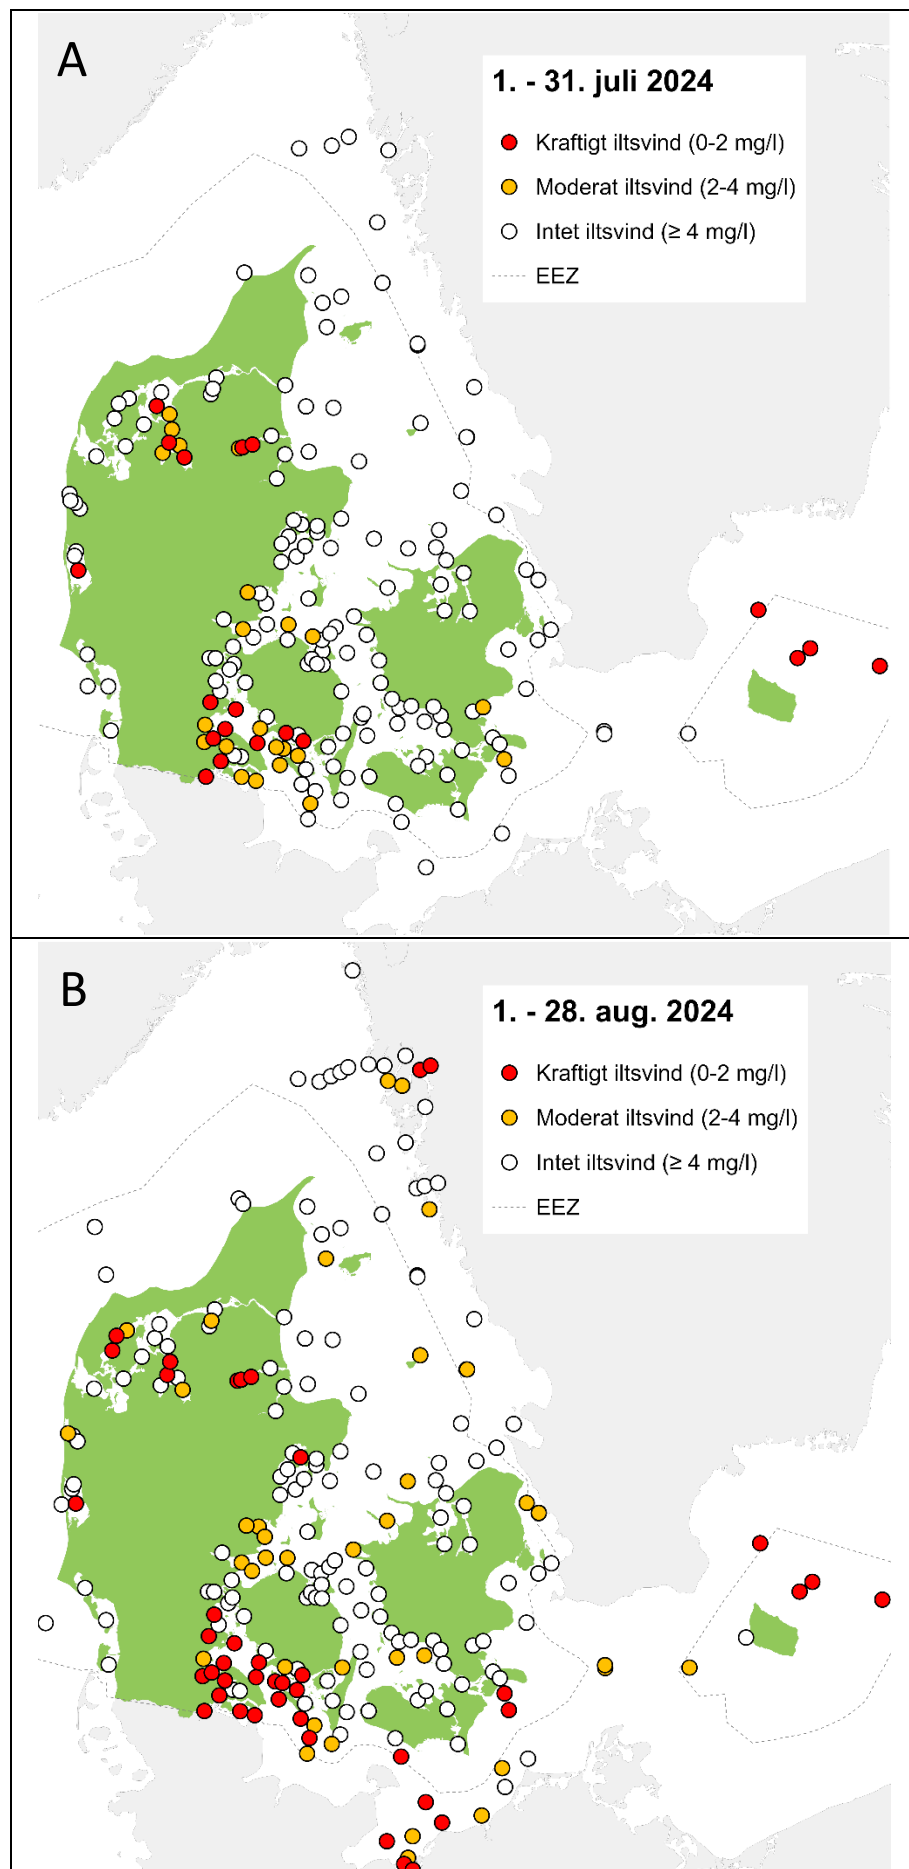 A
1. - 31. juli 2024
Kraftigt iltsvind (0-2 mg/l)
Moderat iltsvind (2-4 mg/l)
Intet iltsvind (≥ 4 mg/l)
EEZ
B
1. - 28. aug. 2024
Kraftigt iltsvind (0-2 mg/l)
Moderat iltsvind (2-4 mg/l)
Intet iltsvind (≥ 4 mg/l)
EEZ